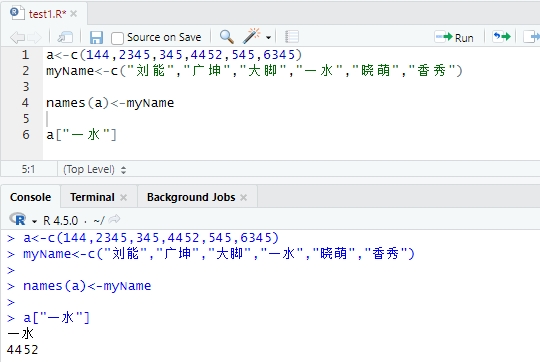 test1.R*
Source on Save
Run
1 a<-c(144,2345,345,4452,545,6345)
2 myName<-c("刘能","广坤","大脚","一水","晓萌","香秀")
3
4 names(a)<-myName
5
6 a["一水"]
5:1 (Top Level)
Console Terminal Background Jobs
R 4.5.0 · ~/
> a<-c(144,2345,345,4452,545,6345)
> myName<-c("刘能","广坤","大脚","一水","晓萌","香秀")
>
> names(a)<-myName
>
> a["一水"]
一水
4452